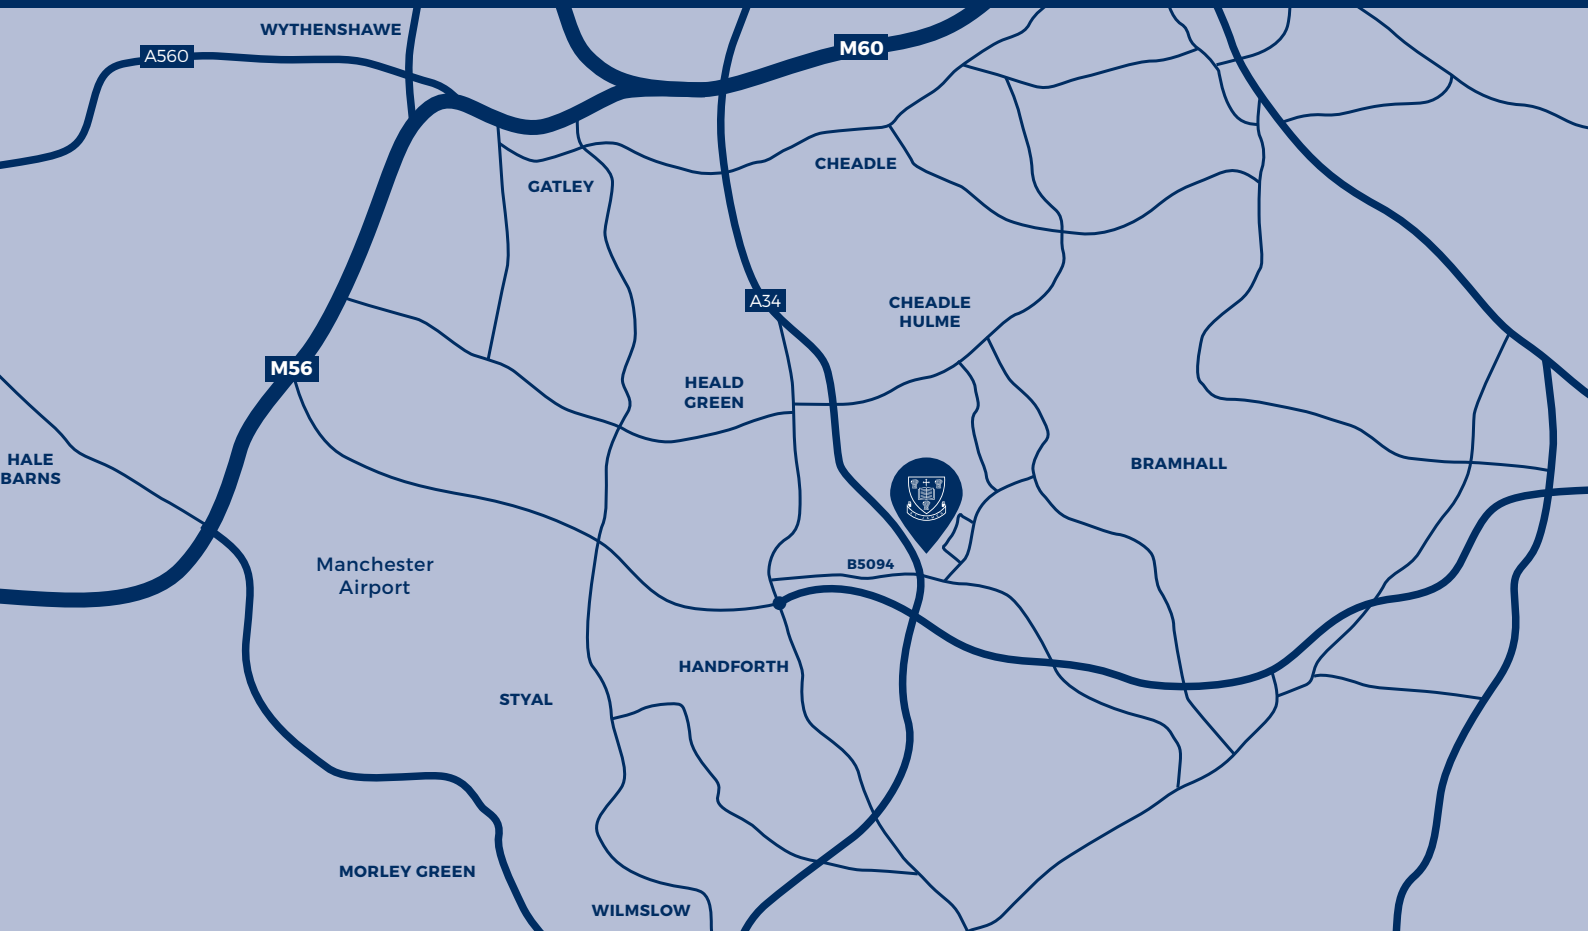 WYTHENSHAWE
A560
M60
CHEADLE
GATLEY
A34
CHEADLE
HULME
M56
HEALD
GREEN
HALE
BARNS
BRAMHALL
Manchester
Airport
B5094
HANDFORTH
STYAL
MORLEY GREEN
WILMSLOW